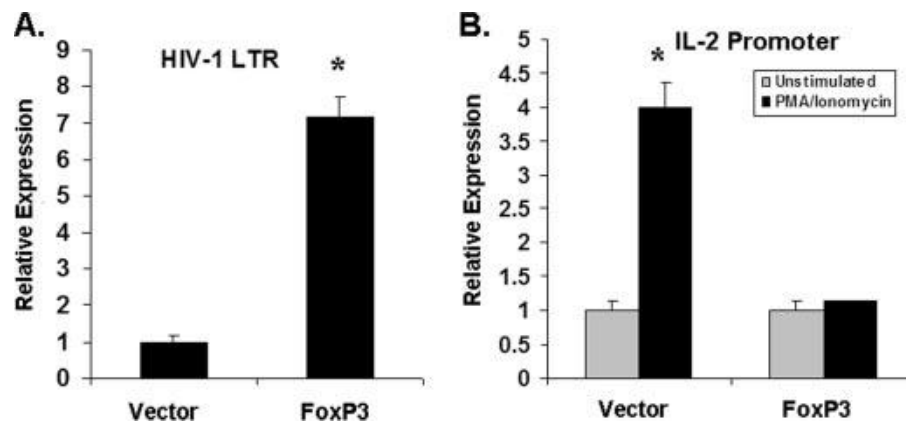 A.
HIV-1 LTR
*
Relative Expression
9
8
7
6
5
4
3
2
1
0
Vector FoxP3
B.
IL-2 Promoter
*
Unstimulated
PMA/Ionomycin
Relative Expression
5
4.5
4
3.5
3
2.5
2
1.5
1
0.5
0
Vector FoxP3